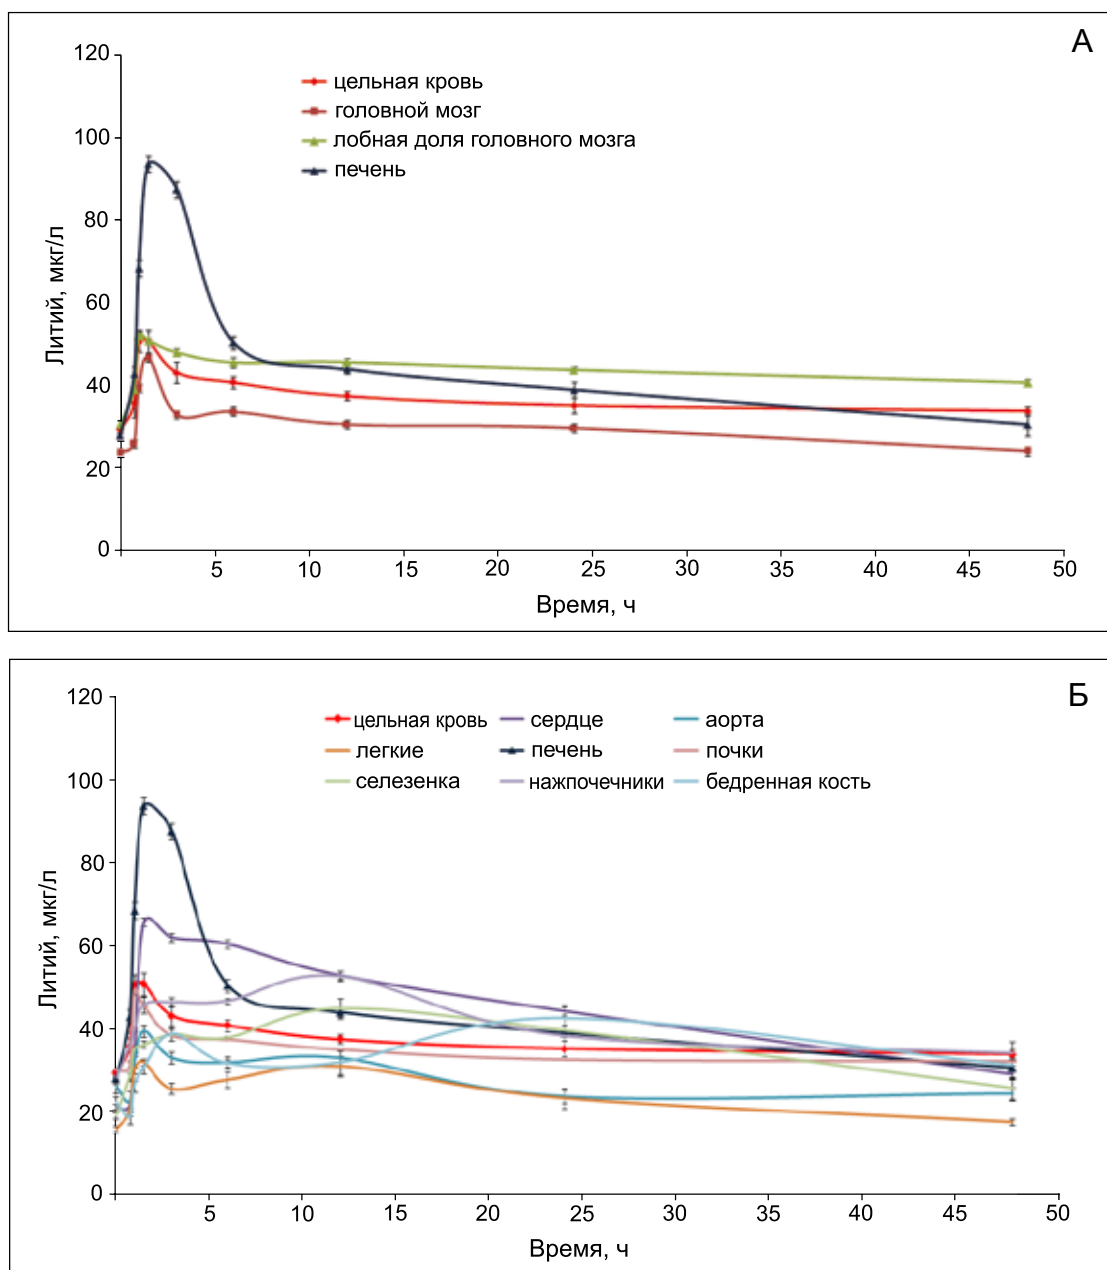 А
120
100
80
60
40
20
0
Литий, мкг/л
цельная кровь
головной мозг
лобная доля головного мозга
печень
5 10 15 20 25 30 35 40 45 50
Время, ч
Б
120
100
80
60
40
20
0
Литий, мкг/л
цельная кровь сердце аорта
легкие печень почки
селезенка нажпочечники бедренная кость
5 10 15 20 25 30 35 40 45 50
Время, ч